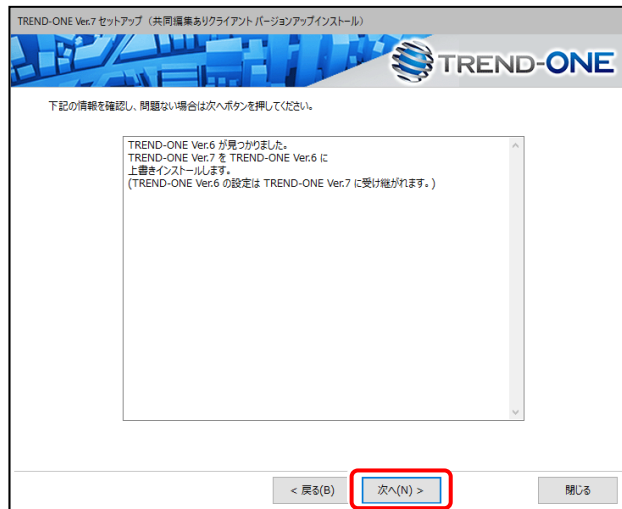 TREND-ONE Ver.7 セットアップ（共同編集ありクライアント バージョンアップインストール）
TREND-ONE
下記の情報を確認し、問題ない場合は次へボタンを押してください。
TREND-ONE Ver.6 が見つかりました。
TREND-ONE Ver.7 を TREND-ONE Ver.6 に
上書きインストールします。
(TREND-ONE Ver.6 の設定は TREND-ONE Ver.7 に受け継がれます。)
< 戻る(B) 次へ(N) > 閉じる